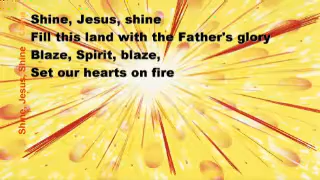 Shine, Jesus, shine
Fill this land with the Father's glory
Blaze, Spirit, blaze,
Set our hearts on fire
Shine, Jesus, Shine